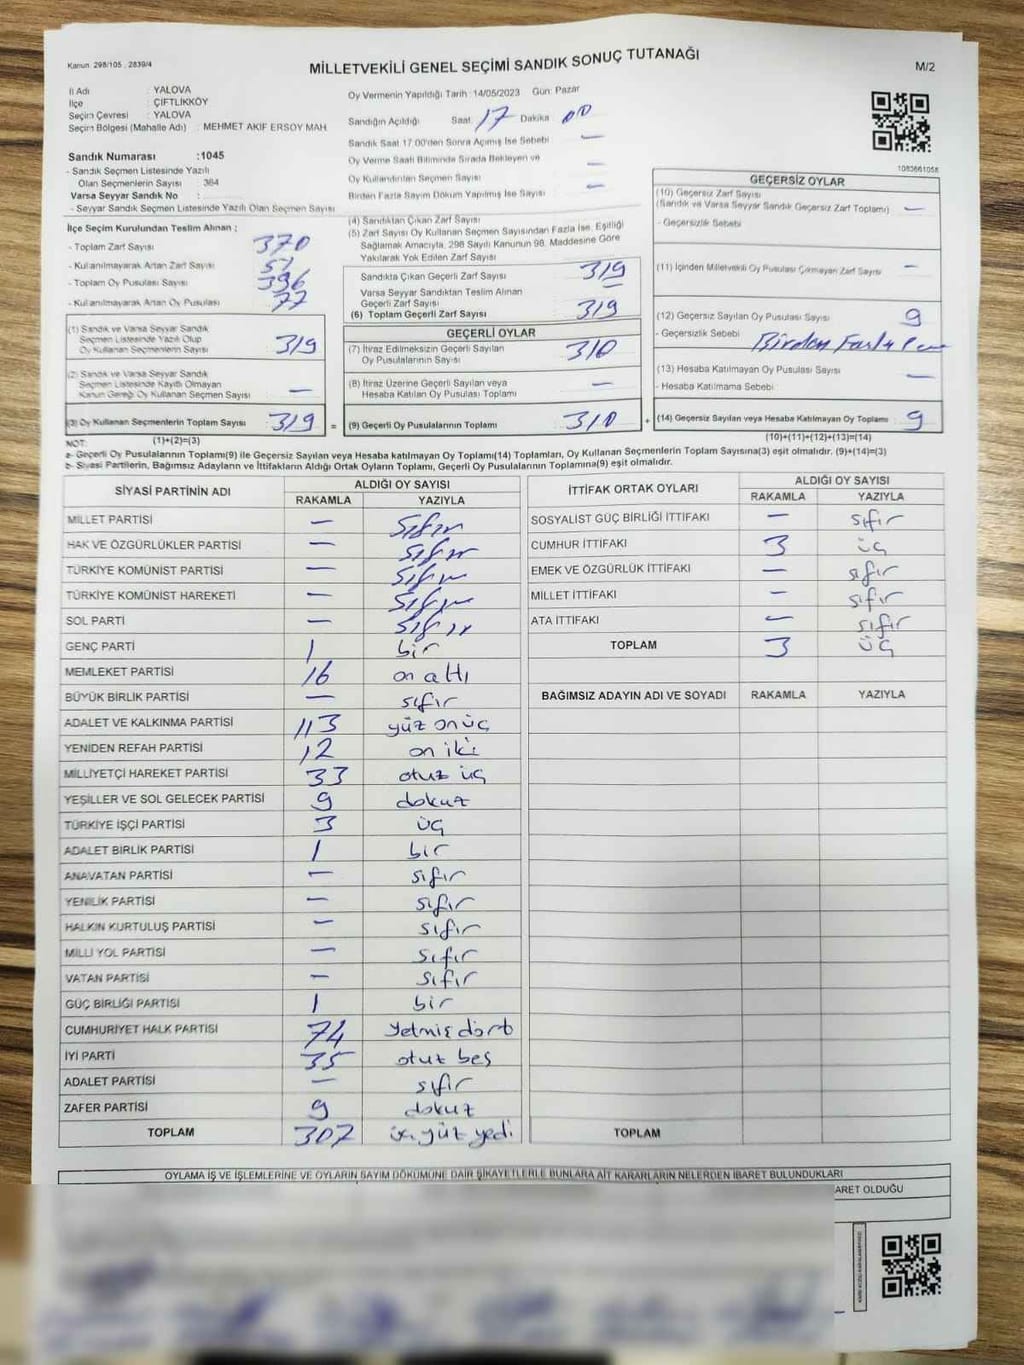 Kanun 298/105 , 2839/4
MİLLETVEKİLİ GENEL SEÇİMİ SANDIK SONUÇ TUTANAĞI
M/2
İl Adı : YALOVA
İlçe : ÇİFTLİKKÖY
Seçim Çevresi : YALOVA
Seçim Bölgesi (Mahalle Adı) : MEHMET AKİF ERSOY MAH
Sandık Numarası :1045
- Sandık Seçmen Listesinde Yazılı
Olan Seçmenlerin Sayısı : 364
Varsa Seyyar Sandık No :
- Seyyar Sandık Seçmen Listesinde Yazılı Olan Seçmen Sayısı
Oy Vermenin Yapıldığı Tarih : 14/05/2023 Gün: Pazar
Sandığın Açıldığı Saat 17 Dakika 00
Sandık Saat 17.00'den Sonra Açılmış İse Sebebi —
Oy Verme Saati Bitiminde Sırada Bekleyen ve
Oy Kullandırılan Seçmen Sayısı —
Birden Fazla Sayım Döküm Yapılmış İse Sayısı —
1083661058
İlçe Seçim Kurulundan Teslim Alınan ;
- Toplam Zarf Sayısı 370
- Kullanılmayarak Artan Zarf Sayısı 51
- Toplam Oy Pusulası Sayısı 396
- Kullanılmayarak Artan Oy Pusulası 77
(1) Sandık ve Varsa Seyyar Sandık
Seçmen Listesinde Yazılı Olup
Oy Kullanan Seçmenlerin Sayısı : 319
(2) Sandık ve Varsa Seyyar Sandık
Seçmen Listesinde Kayıtlı Olmayan
Kanun Gereği Oy Kullanan Seçmen Sayısı : —
(3) Oy Kullanan Seçmenlerin Toplam Sayısı : 319 =
(4) Sandıktan Çıkan Zarf Sayısı
(5) Zarf Sayısı Oy Kullanan Seçmen Sayısından Fazla İse, Eşitliği
Sağlamak Amacıyla, 298 Sayılı Kanunun 98. Maddesine Göre
Yakılarak Yok Edilen Zarf Sayısı
Sandıkta Çıkan Geçerli Zarf Sayısı : 319
Varsa Seyyar Sandıktan Teslim Alınan
Geçerli Zarf Sayısı :
(6) Toplam Geçerli Zarf Sayısı : 319
GEÇERLİ OYLAR
(7) İtiraz Edilmeksizin Geçerli Sayılan
Oy Pusulalarının Sayısı : 310
(8) İtiraz Üzerine Geçerli Sayılan veya
Hesaba Katılan Oy Pusulası Toplamı : —
(9) Geçerli Oy Pusulalarının Toplamı : 310 +
GEÇERSİZ OYLAR
(10) Geçersiz Zarf Sayısı
(Sandık ve Varsa Seyyar Sandık Geçersiz Zarf Toplamı) : —
- Geçersizlik Sebebi :
(11) İçinden Milletvekili Oy Pusulası Çıkmayan Zarf Sayısı : —
(12) Geçersiz Sayılan Oy Pusulası Sayısı : 9
- Geçersizlik Sebebi : Birden Fazla
(13) Hesaba Katılmayan Oy Pusulası Sayısı : —
- Hesaba Katılmama Sebebi :
(14) Geçersiz Sayılan veya Hesaba Katılmayan Oy Toplamı : 9
NOT: (1)+(2)=(3)
(10)+(11)+(12)+(13)=(14)
a- Geçerli Oy Pusulalarının Toplamı(9) ile Geçersiz Sayılan veya Hesaba katılmayan Oy Toplamı(14) Toplamları, Oy Kullanan Seçmenlerin Toplam Sayısına(3) eşit olmalıdır. (9)+(14)=(3)
b- Siyasi Partilerin, Bağımsız Adayların ve İttifakların Aldığı Ortak Oyların Toplamı, Geçerli Oy Pusulalarının Toplamına(9) eşit olmalıdır.
SİYASİ PARTİNİN ADI ALDIĞI OY SAYISI
RAKAMLA YAZIYLA
MİLLET PARTİSİ — sıfır
HAK VE ÖZGÜRLÜKLER PARTİSİ — sıfır
TÜRKİYE KOMÜNİST PARTİSİ — sıfır
TÜRKİYE KOMÜNİST HAREKETİ — sıfır
SOL PARTİ — sıfır
GENÇ PARTİ 1 bir
MEMLEKET PARTİSİ 16 on altı
BÜYÜK BİRLİK PARTİSİ — sıfır
ADALET VE KALKINMA PARTİSİ 113 yüz on üç
YENİDEN REFAH PARTİSİ 12 on iki
MİLLİYETÇİ HAREKET PARTİSİ 33 otuz üç
YEŞİLLER VE SOL GELECEK PARTİSİ 9 dokuz
TÜRKİYE İŞÇİ PARTİSİ 3 üç
ADALET BİRLİK PARTİSİ 1 bir
ANAVATAN PARTİSİ — sıfır
YENİLİK PARTİSİ — sıfır
HALKIN KURTULUŞ PARTİSİ — sıfır
MİLLİ YOL PARTİSİ — sıfır
VATAN PARTİSİ — sıfır
GÜÇ BİRLİĞİ PARTİSİ 1 bir
CUMHURİYET HALK PARTİSİ 74 yetmiş dört
İYİ PARTİ 35 otuz beş
ADALET PARTİSİ — sıfır
ZAFER PARTİSİ 9 dokuz
TOPLAM 307 üç yüz yedi
İTTİFAK ORTAK OYLARI ALDIĞI OY SAYISI
RAKAMLA YAZIYLA
SOSYALİST GÜÇ BİRLİĞİ İTTİFAKI — sıfır
CUMHUR İTTİFAKI 3 üç
EMEK VE ÖZGÜRLÜK İTTİFAKI — sıfır
MİLLET İTTİFAKI — sıfır
ATA İTTİFAKI — sıfır
TOPLAM 3 üç
BAĞIMSIZ ADAYIN ADI VE SOYADI RAKAMLA YAZIYLA
TOPLAM
OYLAMA İŞ VE İŞLEMLERİNE VE OYLARIN SAYIM DÖKÜMÜNE DAİR ŞİKAYETLERLE BUNLARA AİT KARARLARIN NELERDEN İBARET BULUNDUKLARI
ARET OLDUĞU